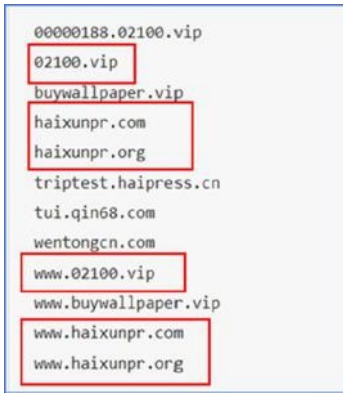 00000188.02100.vip
02100.vip
buywallpaper.vip
haixunpr.com
haixunpr.org
triptest.haipress.cn
tui.qin68.com
wentongcn.com
www.02100.vip
www.buywallpaper.vip
www.haixunpr.com
www.haixunpr.org